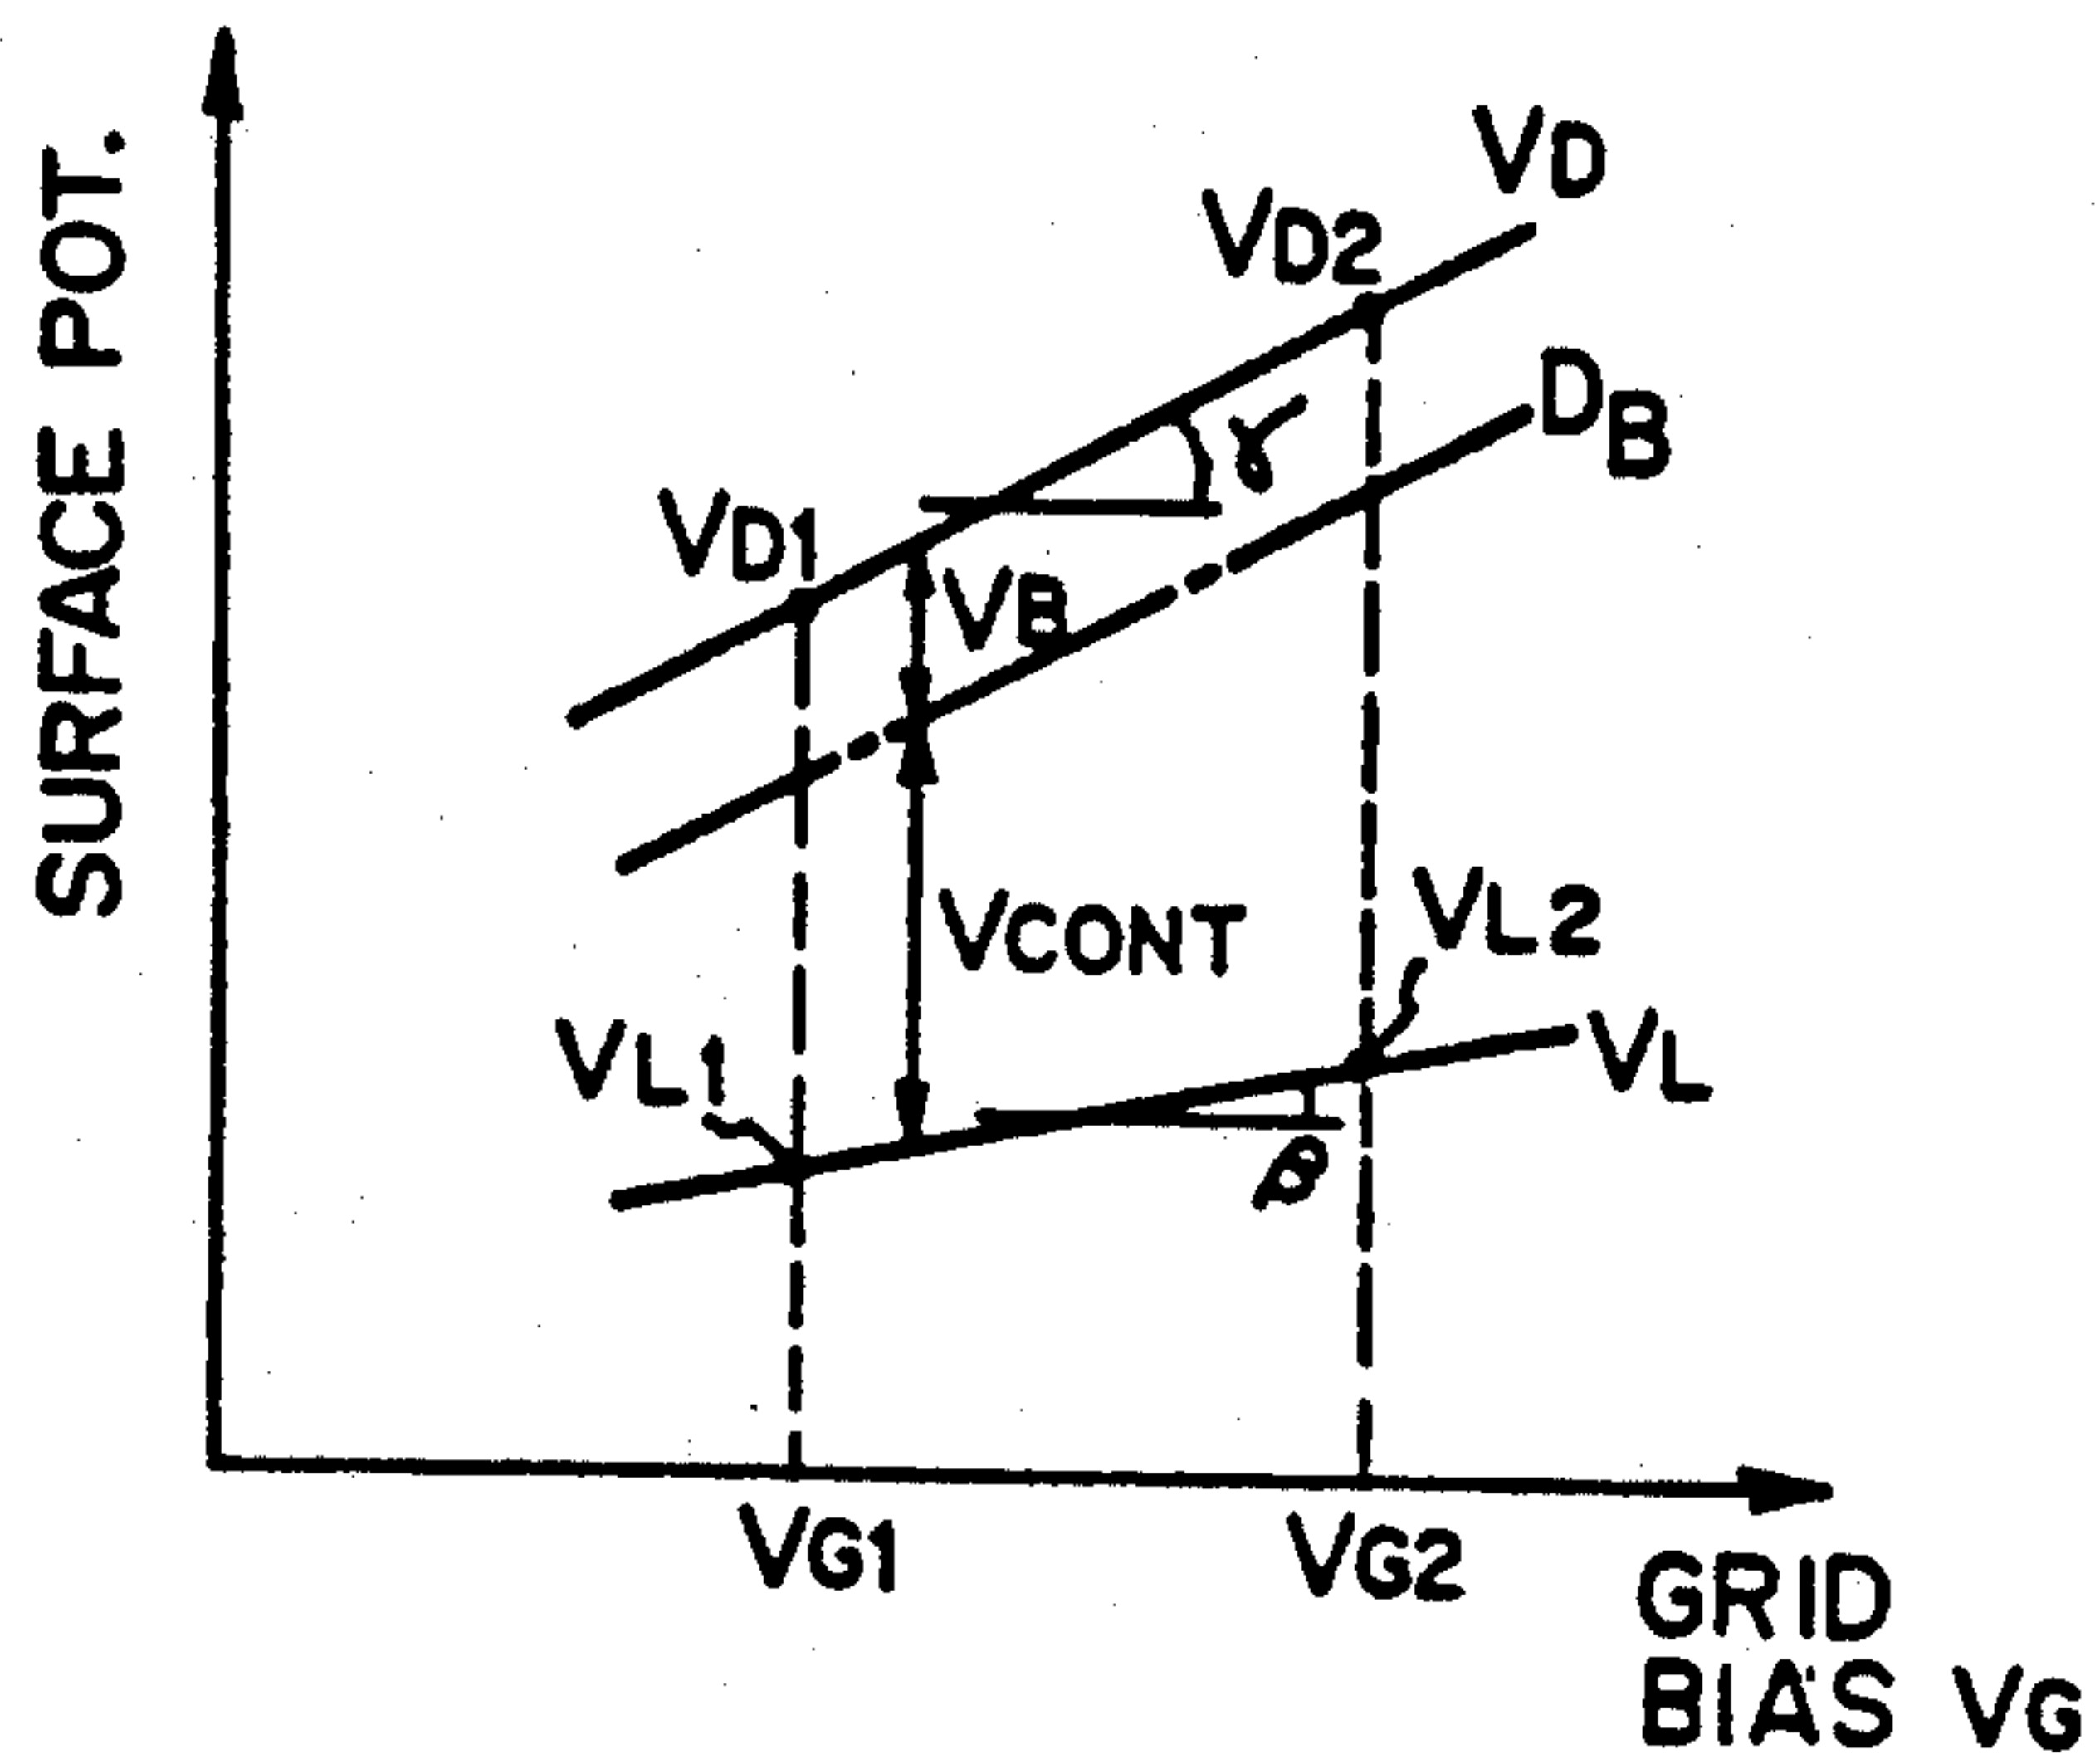 SURFACE POT.
VD
VD2
DB
γ
VD1
VB
VCONT
VL2
VL1
VL
β
VG1
VG2
GRID
BIAS VG